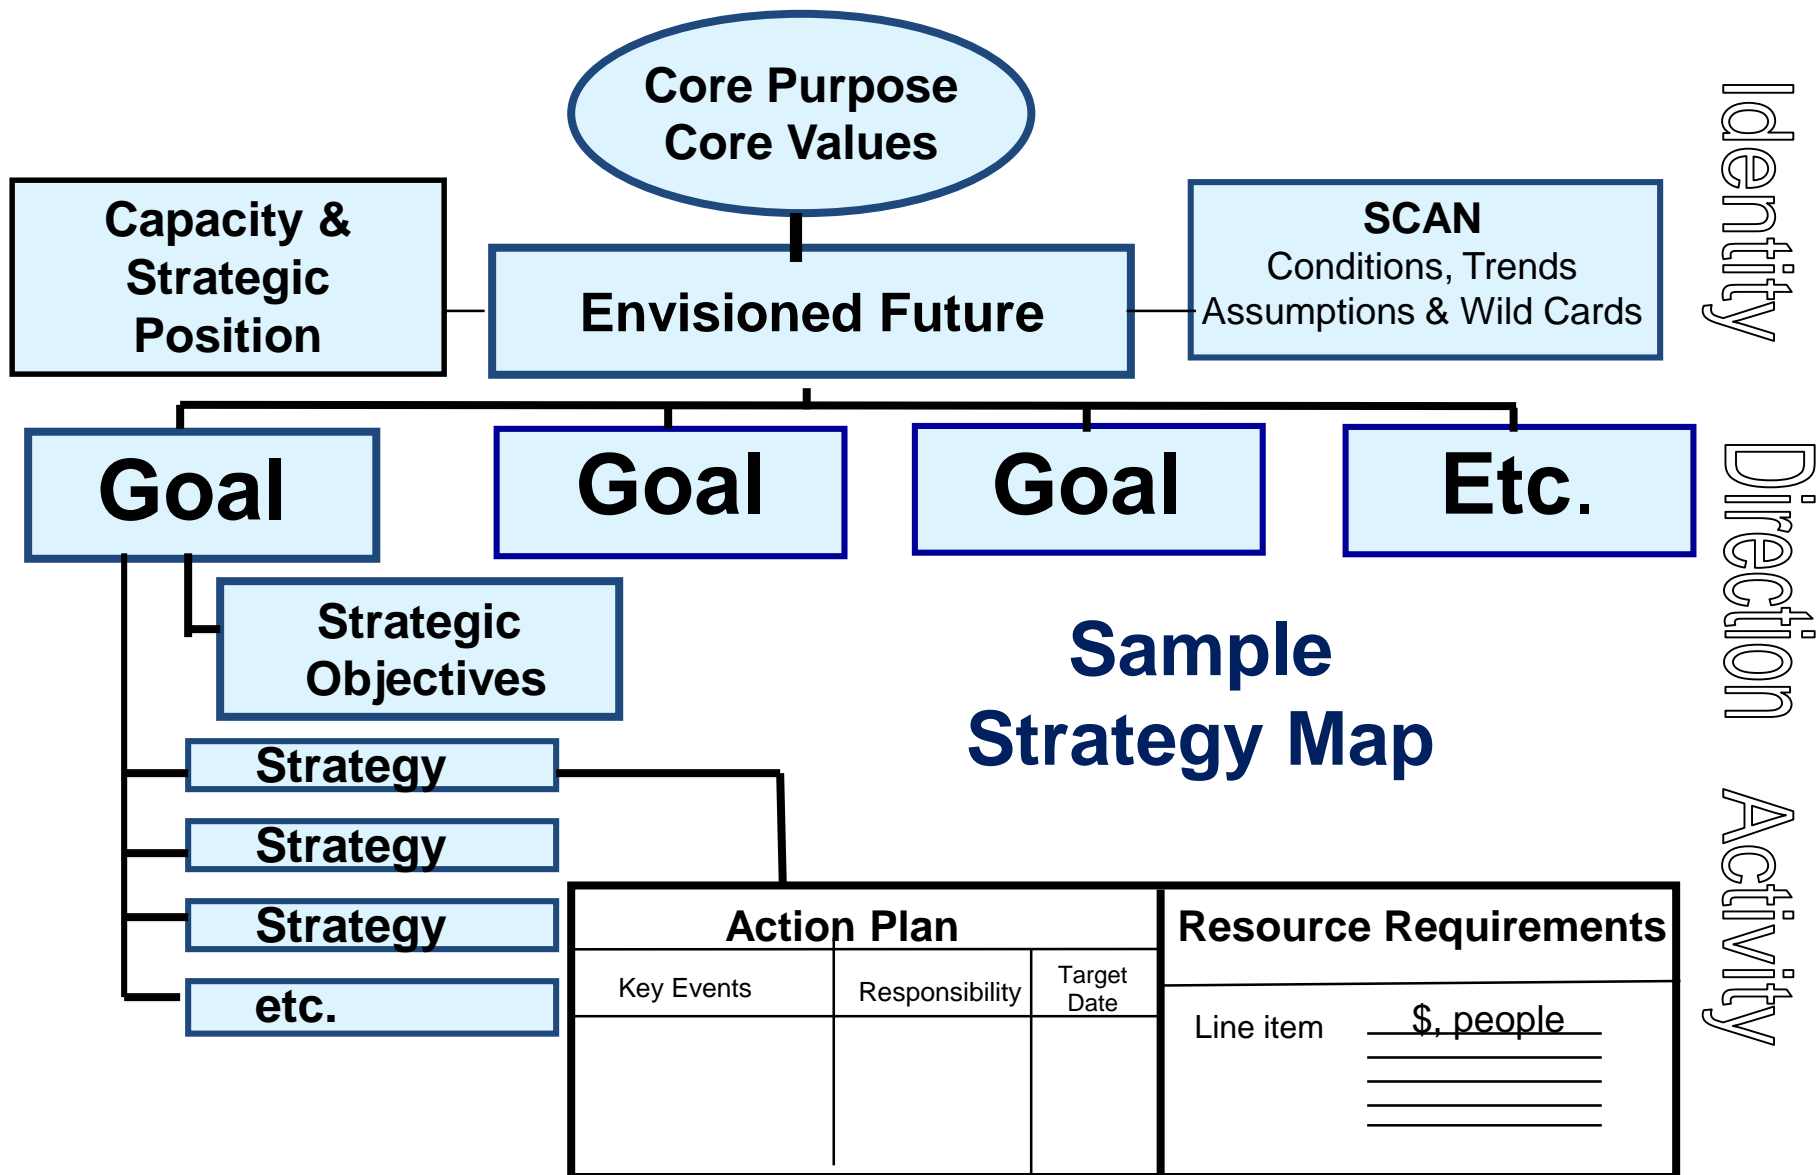 Core Purpose
Core Values
Capacity &
Strategic
Position
Envisioned Future
SCAN
Conditions, Trends
Assumptions & Wild Cards
Identity
Goal
Goal
Goal
Etc.
Direction
Strategic
Objectives
Sample
Strategy Map
Strategy
Strategy
Strategy
etc.
Activity
Action Plan
Key Events
Responsibility
Target
Date
Resource Requirements
Line item
$, people